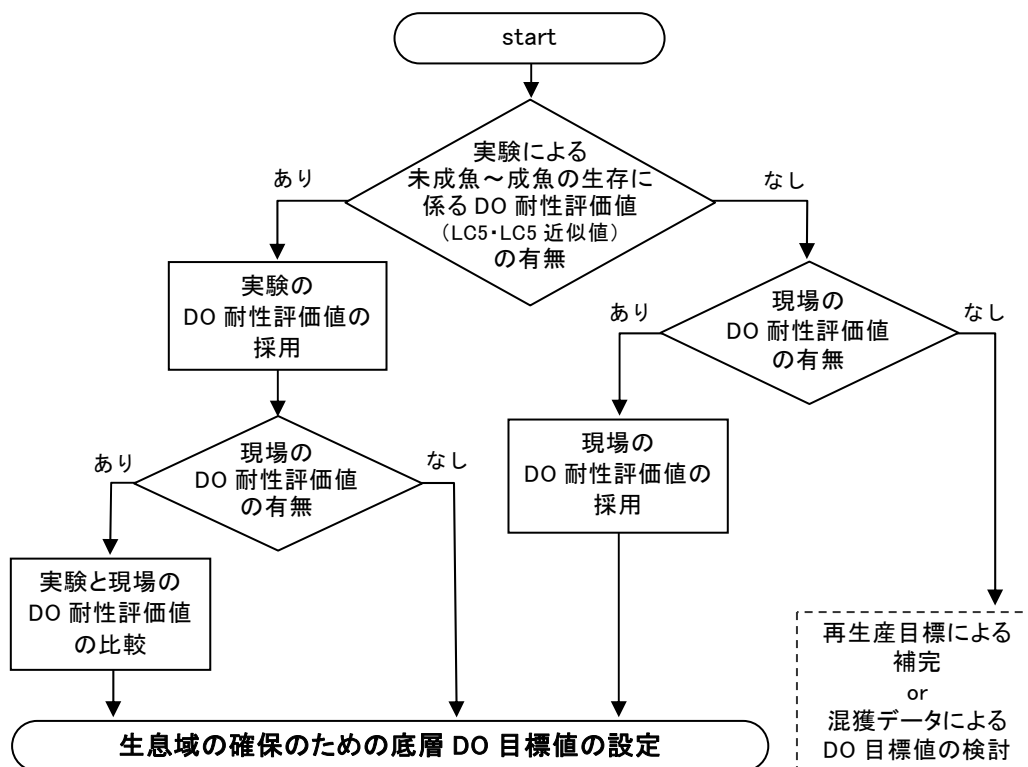 start
実験による
未成魚～成魚の生存に
係る DO 耐性評価値
（LC5・LC5 近似値）
の有無
あり
なし
実験の
DO 耐性評価値の
採用
現場の
DO 耐性評価値
の有無
あり
なし
現場の
DO 耐性評価値
の有無
あり
なし
現場の
DO 耐性評価値の
採用
実験と現場の
DO 耐性評価値
の比較
再生産目標による
補完
or
混獲データによる
DO 目標値の検討
生息域の確保のための底層 DO 目標値の設定